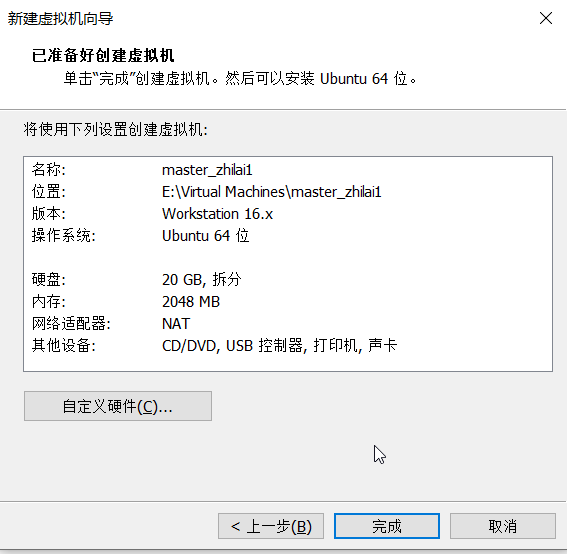 新建虚拟机向导
已准备好创建虚拟机
单击“完成”创建虚拟机。然后可以安装 Ubuntu 64 位。
将使用下列设置创建虚拟机:
名称: master_zhilai1
位置: E:\Virtual Machines\master_zhilai1
版本: Workstation 16.x
操作系统: Ubuntu 64 位
硬盘: 20 GB, 拆分
内存: 2048 MB
网络适配器: NAT
其他设备: CD/DVD, USB 控制器, 打印机, 声卡
自定义硬件(C)...
< 上一步(B) 完成 取消